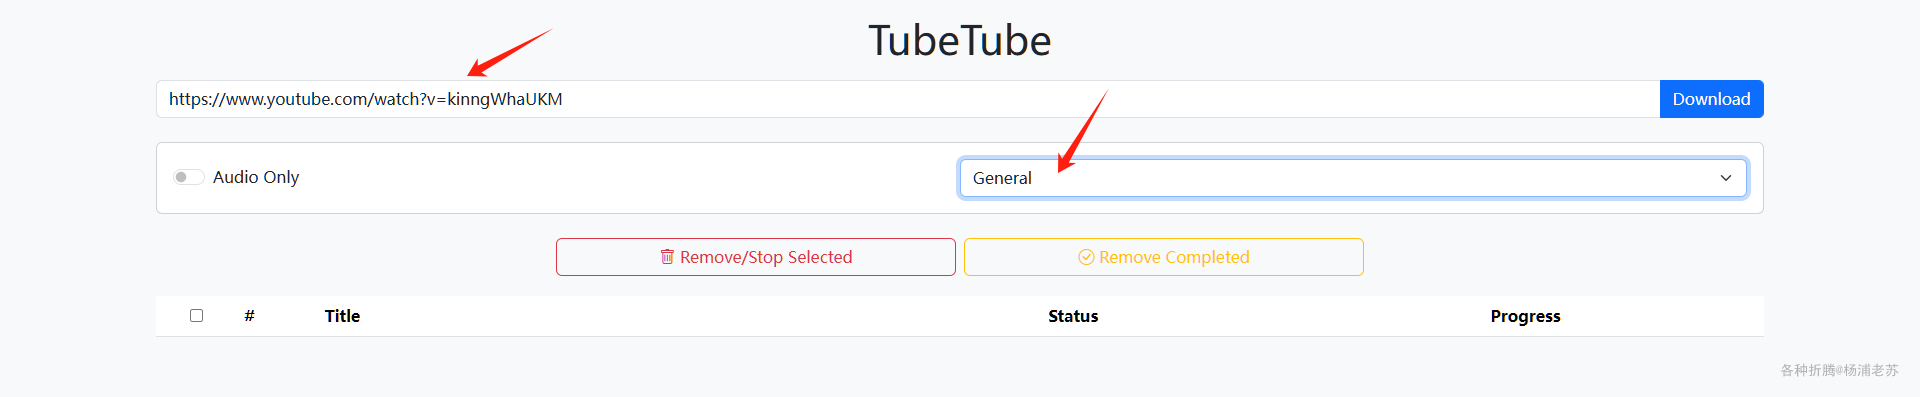 TubeTube
https://www.youtube.com/watch?v=kinngWhaUKM Download
Audio Only General
Remove/Stop Selected Remove Completed
# Title Status Progress
各种折腾@杨浦老苏